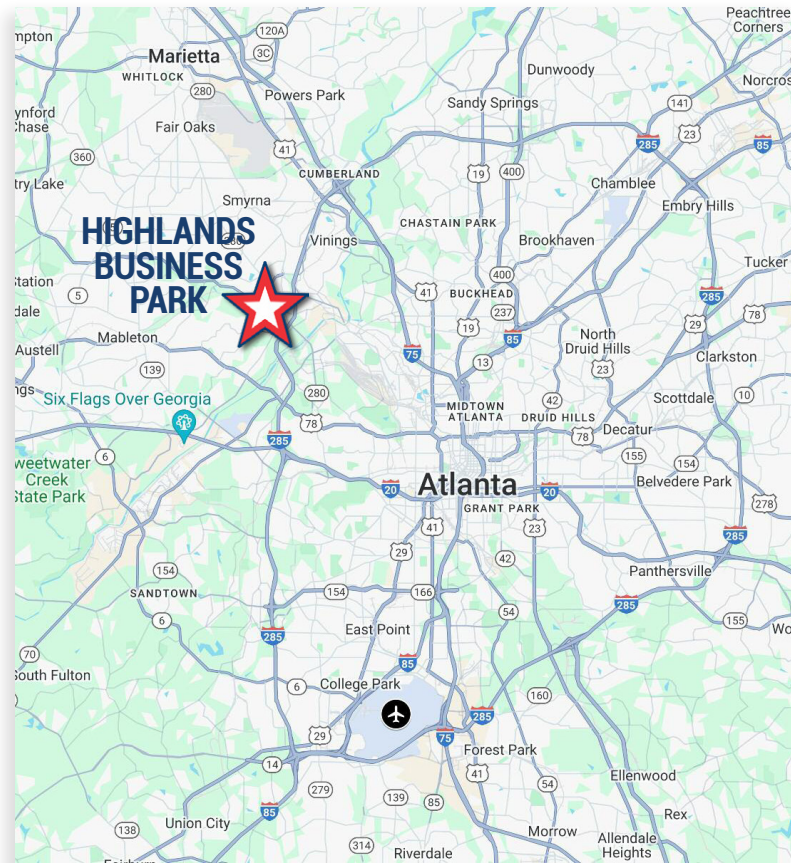 Peachtree
Corners
mpton
120A
Marietta
3C
WHITLOCK
Dunwoody
Norcros
280
Powers Park
Sandy Springs
141
ynford
Chase
Fair Oaks
23
41
285
85
360
CUMBERLAND
19
400
try Lake
Chamblee
Smyrna
Embry Hills
CHASTAIN PARK
HIGHLANDS
BUSINESS
PARK
280
Vinings
Brookhaven
Tucker
400
Station
dale
5
41
BUCKHEAD
285
237
78
19
29
Mableton
85
North
Druid Hills
Austell
75
13
Clarkston
139
23
ngs
Six Flags Over Georgia
280
42
Scottdale
10
MIDTOWN
ATLANTA
DRUID HILLS
78
78
Decatur
285
155
weetwater
Creek
State Park
6
154
Atlanta
20
20
Belvedere Park
GRANT PARK
278
41
23
285
29
42
154
Panthersville
SANDTOWN
154
166
285
54
6
155
East Point
285
Wo
70
85
South Fulton
College Park
6
160
285
29
75
Forest Park
14
41
Ellenwood
279
54
139
85
85
Rex
Union City
138
Morrow
Allendale
Heights
314
Riverdale
Fairburn